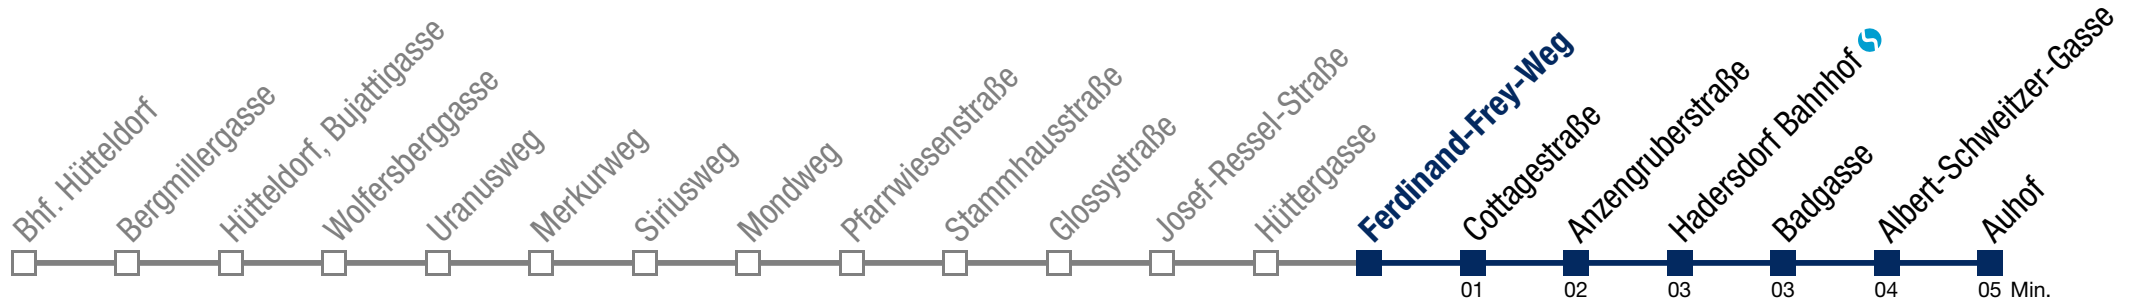 Bhf. Hütteldorf
Bergmillergasse
Hütteldorf, Bujattigasse
Wolfersberggasse
Uranusweg
Merkurweg
Siriusweg
Mondweg
Pfarrwiesenstraße
Stammhausstraße
Glossystraße
Josef-Ressel-Straße
Hüttergasse
Ferdinand-Frey-Weg
Cottagestraße
Anzengruberstraße
Hadersdorf Bahnhof
Badgasse
Albert-Schweitzer-Gasse
Auhof
01 02 03 03 04 05 Min.